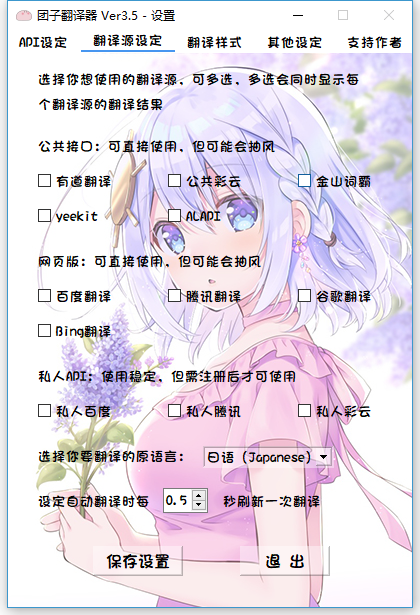 团子翻译器 Ver3.5 - 设置
API设定 翻译源设定 翻译样式 其他设定 支持作者
选择你想使用的翻译源，可多选，多选会同时显示每
个翻译源的翻译结果
公共接口：可直接使用，但可能会抽风
有道翻译 公共彩云 金山词霸
yeekit ALAPI
网页版：可直接使用，但可能会抽风
百度翻译 腾讯翻译 谷歌翻译
Bing翻译
私人API：使用稳定，但需注册后才可使用
私人百度 私人腾讯 私人彩云
选择你要翻译的原语言： 日语（Japanese）
设定自动翻译时每 0.5 秒刷新一次翻译
保存设置 退 出